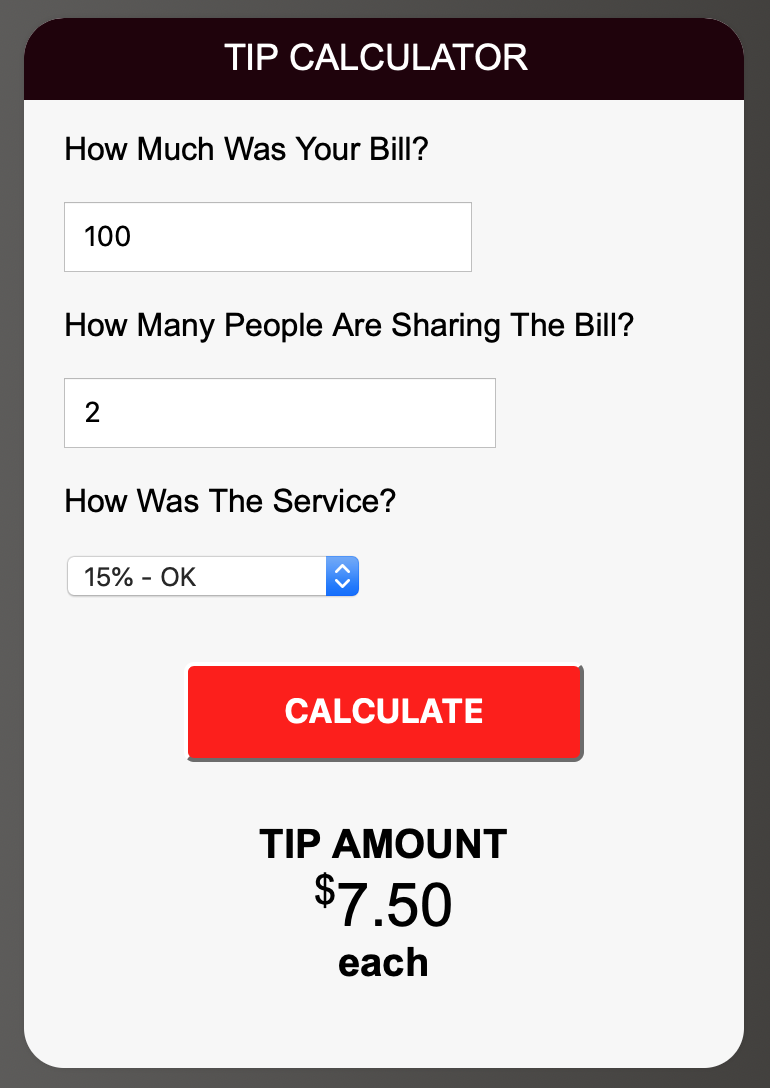 TIP CALCULATOR
How Much Was Your Bill?
100
How Many People Are Sharing The Bill?
2
How Was The Service?
15% - OK
CALCULATE
TIP AMOUNT
$7.50
each